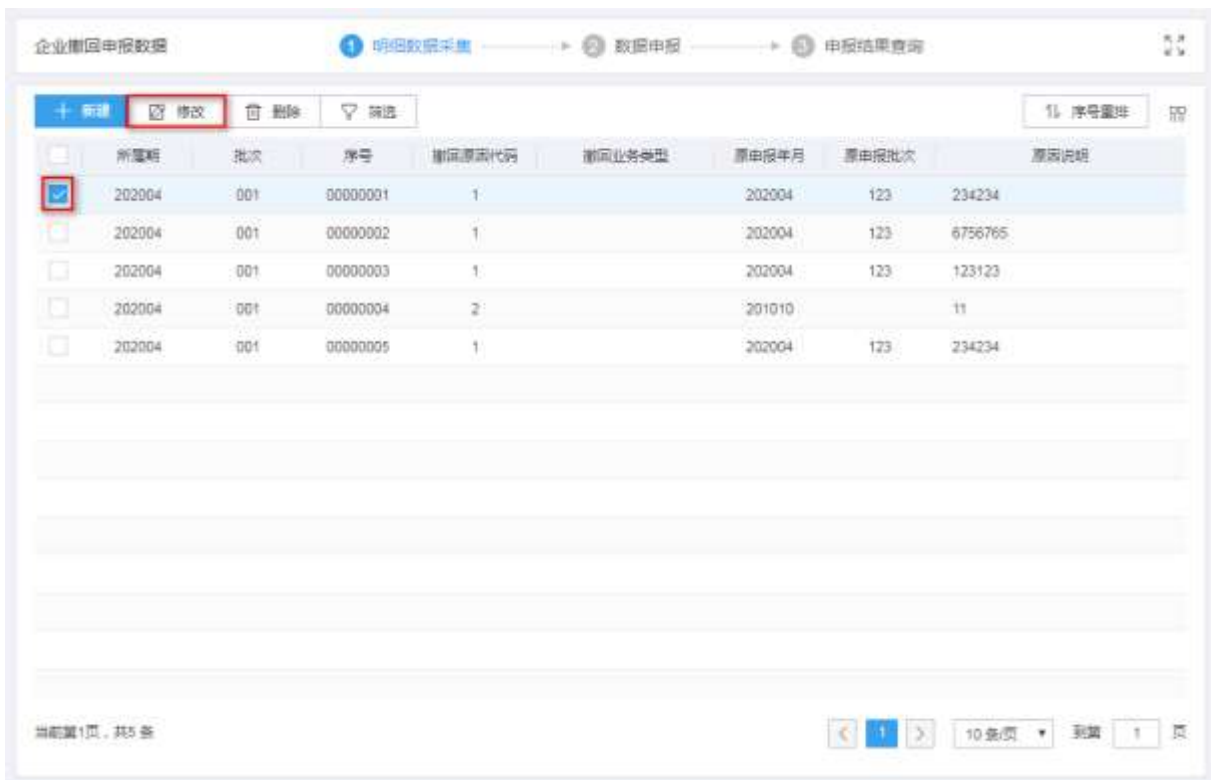 企业撤回申报数据 1 明细数据采集 2 数据申报 3 申报结果查询
新建 修改 删除 筛选 序号重排
所属期 批次 序号 撤回原因代码 撤回业务类型 原申报年月 原申报批次 原因说明
202004 001 00000001 1 202004 123 234234
202004 001 00000002 1 202004 123 6756765
202004 001 00000003 1 202004 123 123123
202004 001 00000004 2 201010 11
202004 001 00000005 1 202004 123 234234
当前第1页，共5 条 1 10 条/页 到第 1 页